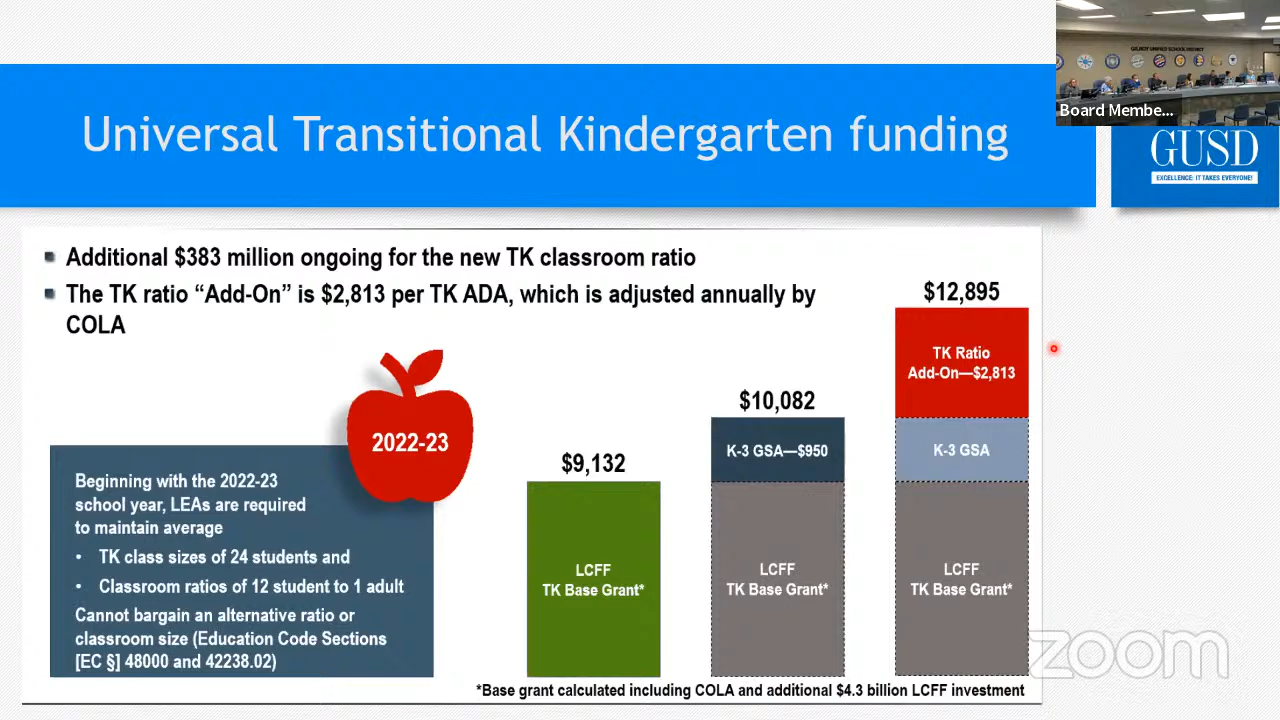 GILROY UNIFIED SCHOOL DISTRICT
Board Membe...
Universal Transitional Kindergarten funding
GUSD
EXCELLENCE: IT TAKES EVERYONE!
▪ Additional $383 million ongoing for the new TK classroom ratio
▪ The TK ratio “Add-On” is $2,813 per TK ADA, which is adjusted annually by
COLA
2022-23
Beginning with the 2022-23
school year, LEAs are required
to maintain average
• TK class sizes of 24 students and
• Classroom ratios of 12 student to 1 adult
Cannot bargain an alternative ratio or
classroom size (Education Code Sections
[EC §] 48000 and 42238.02)
$9,132
LCFF
TK Base Grant*
$10,082
K-3 GSA—$950
LCFF
TK Base Grant*
$12,895
TK Ratio
Add-On—$2,813
K-3 GSA
LCFF
TK Base Grant*
*Base grant calculated including COLA and additional $4.3 billion LCFF investment
zoom